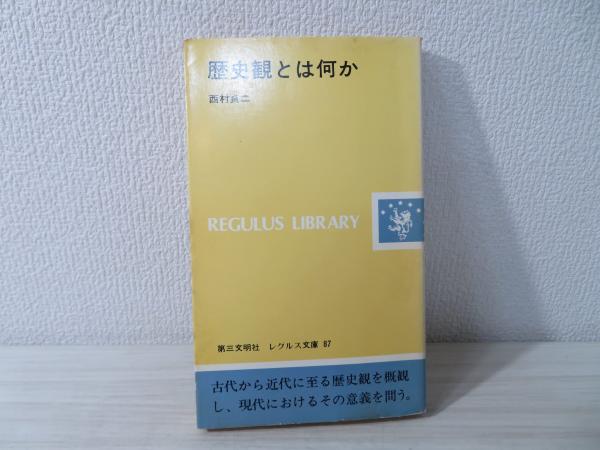 歴史観とは何か
西村貞二
REGULUS LIBRARY
第三文明社 レグルス文庫 87
古代から近代に至る歴史観を概観
し、現代におけるその意義を問う。